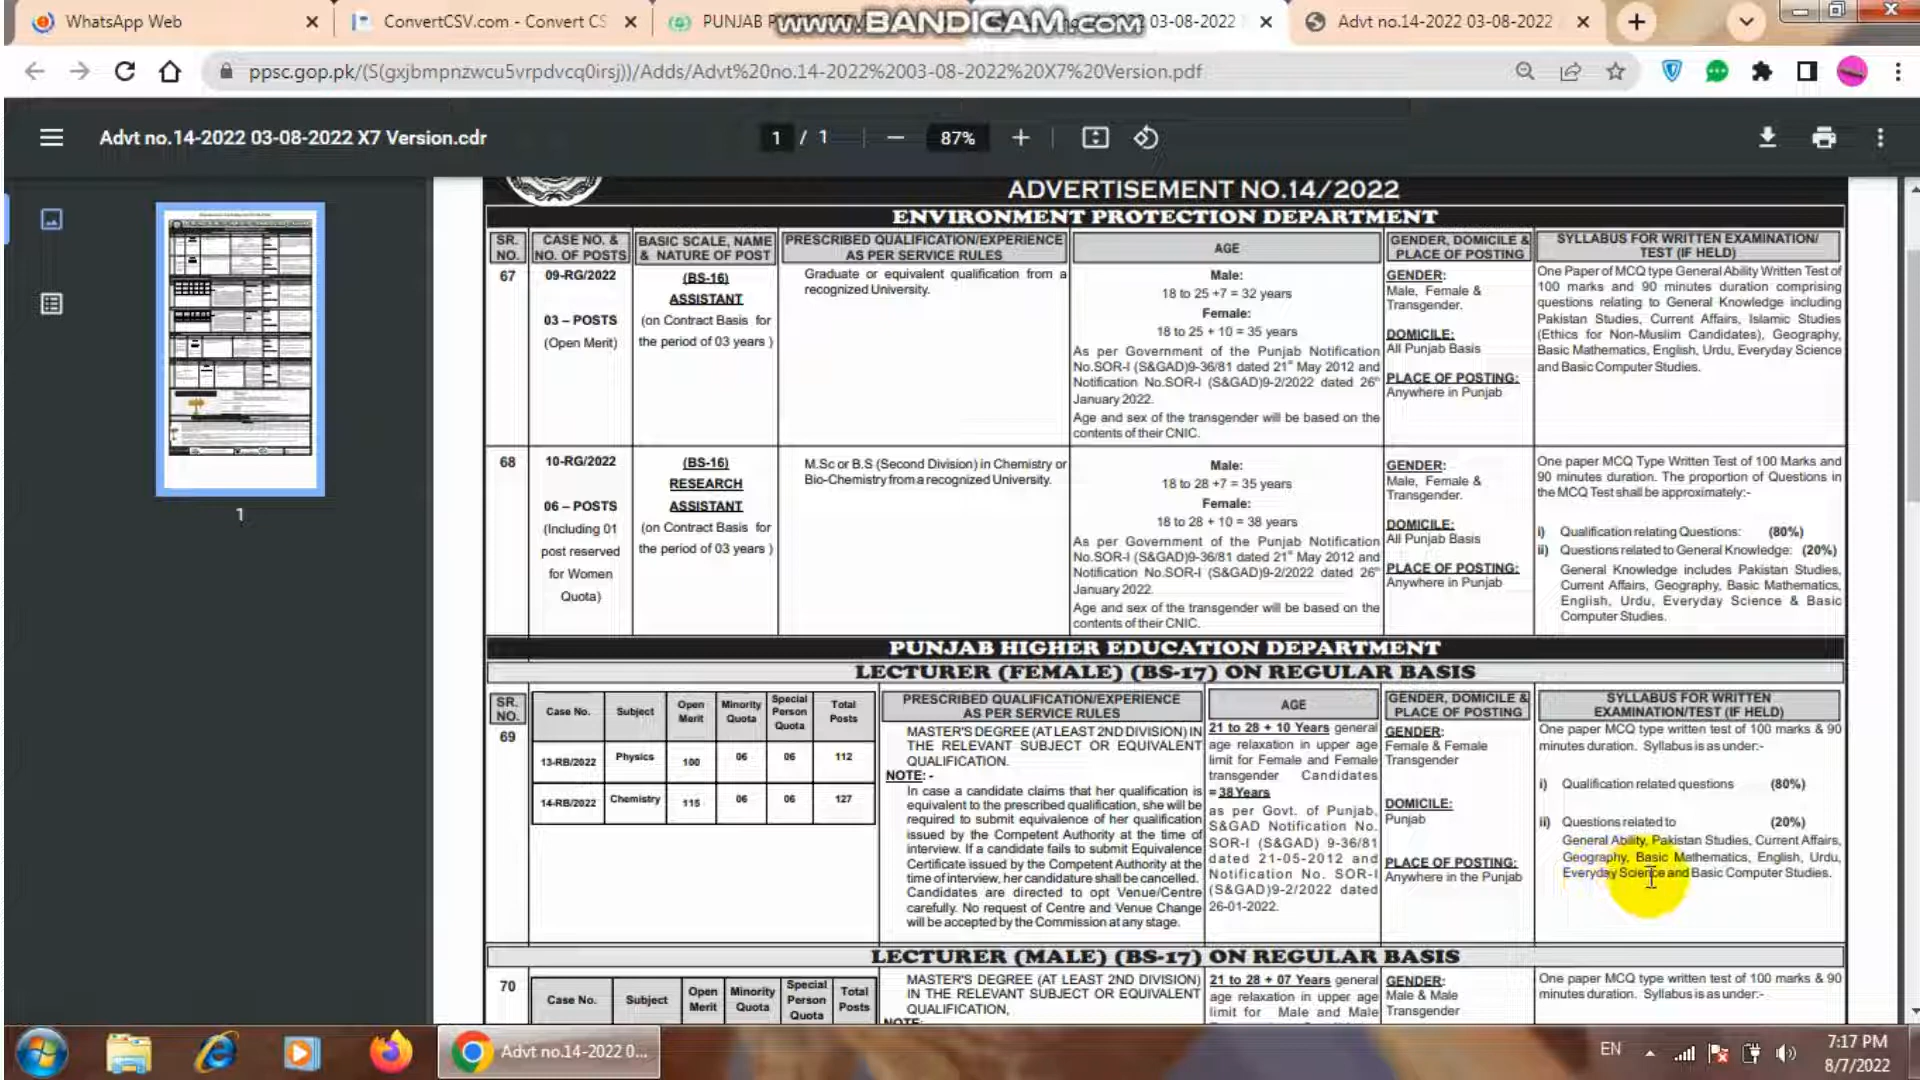 WhatsApp Web
ConvertCSV.com - Convert CS
PUNJAB P
www.BANDICAM.com
03-08-2022
Advt no.14-2022 03-08-2022
ppsc.gop.pk/(S(gxjbmpnzwcu5vrpdvcq0irsj))/Adds/Advt%20no.14-2022%2003-08-2022%20X7%20Version.pdf
Advt no.14-2022 03-08-2022 X7 Version.cdr
1 / 1
87%
1
ADVERTISEMENT NO.14/2022
ENVIRONMENT PROTECTION DEPARTMENT
SR. NO.
CASE NO. &
NO. OF POSTS
BASIC SCALE, NAME
& NATURE OF POST
PRESCRIBED QUALIFICATION/EXPERIENCE
AS PER SERVICE RULES
AGE
GENDER, DOMICILE &
PLACE OF POSTING
SYLLABUS FOR WRITTEN EXAMINATION/
TEST (IF HELD)
67
09-RG/2022
03 – POSTS
(Open Merit)
(BS-16)
ASSISTANT
(on Contract Basis for
the period of 03 years )
Graduate or equivalent qualification from a
recognized University.
Male:
18 to 25 +7 = 32 years
Female:
18 to 25 + 10 = 35 years
As per Government of the Punjab Notification
No.SOR-I (S&GAD)9-36/81 dated 21st May 2012 and
Notification No.SOR-I (S&GAD)9-2/2022 dated 26th
January 2022.
Age and sex of the transgender will be based on the
contents of their CNIC.
GENDER:
Male, Female &
Transgender.
DOMICILE:
All Punjab Basis
PLACE OF POSTING:
Anywhere in Punjab
One Paper of MCQ type General Ability Written Test of
100 marks and 90 minutes duration comprising
questions relating to General Knowledge including
Pakistan Studies, Current Affairs, Islamic Studies
(Ethics for Non-Muslim Candidates), Geography,
Basic Mathematics, English, Urdu, Everyday Science
and Basic Computer Studies.
68
10-RG/2022
06 – POSTS
(Including 01
post reserved
for Women
Quota)
(BS-16)
RESEARCH
ASSISTANT
(on Contract Basis for
the period of 03 years )
M.Sc or B.S (Second Division) in Chemistry or
Bio-Chemistry from a recognized University.
Male:
18 to 28 +7 = 35 years
Female:
18 to 28 + 10 = 38 years
As per Government of the Punjab Notification
No.SOR-I (S&GAD)9-36/81 dated 21st May 2012 and
Notification No.SOR-I (S&GAD)9-2/2022 dated 26th
January 2022.
Age and sex of the transgender will be based on the
contents of their CNIC.
GENDER:
Male, Female &
Transgender.
DOMICILE:
All Punjab Basis
PLACE OF POSTING:
Anywhere in Punjab
One paper MCQ Type Written Test of 100 Marks and
90 minutes duration. The proportion of Questions in
the MCQ Test shall be approximately:-
i) Qualification relating Questions: (80%)
ii) Questions related to General Knowledge: (20%)
General Knowledge includes Pakistan Studies,
Current Affairs, Geography, Basic Mathematics,
English, Urdu, Everyday Science & Basic
Computer Studies.
PUNJAB HIGHER EDUCATION DEPARTMENT
LECTURER (FEMALE) (BS-17) ON REGULAR BASIS
SR. NO.
69
Case No. Subject Open Merit Minority Quota Special Person Quota Total Posts
13-RB/2022 Physics 100 06 06 112
14-RB/2022 Chemistry 115 06 06 127
PRESCRIBED QUALIFICATION/EXPERIENCE
AS PER SERVICE RULES
MASTER'S DEGREE (AT LEAST 2ND DIVISION) IN
THE RELEVANT SUBJECT OR EQUIVALENT
QUALIFICATION.
NOTE: -
In case a candidate claims that her qualification is
equivalent to the prescribed qualification, she will be
required to submit equivalence of her qualification
issued by the Competent Authority at the time of
interview. If a candidate fails to submit Equivalence
Certificate issued by the Competent Authority at the
time of interview, her candidature shall be cancelled.
Candidates are directed to opt Venue/Centre
carefully. No request of Centre and Venue Change
will be accepted by the Commission at any stage.
AGE
21 to 28 + 10 Years general
age relaxation in upper age
limit for Female and Female
transgender Candidates
= 38 Years
as per Govt. of Punjab,
S&GAD Notification No.
SOR-I (S&GAD) 9-36/81
dated 21-05-2012 and
Notification No. SOR-I
(S&GAD)9-2/2022 dated
26-01-2022.
GENDER, DOMICILE &
PLACE OF POSTING
GENDER:
Female & Female
Transgender
DOMICILE:
Punjab
PLACE OF POSTING:
Anywhere in the Punjab
SYLLABUS FOR WRITTEN
EXAMINATION/TEST (IF HELD)
One paper MCQ type written test of 100 marks & 90
minutes duration. Syllabus is as under:-
i) Qualification related questions (80%)
ii) Questions related to (20%)
General Ability, Pakistan Studies, Current Affairs,
Geography, Basic Mathematics, English, Urdu,
Everyday Science and Basic Computer Studies.
LECTURER (MALE) (BS-17) ON REGULAR BASIS
70
Case No. Subject Open Merit Minority Quota Special Person Quota Total Posts
MASTER'S DEGREE (AT LEAST 2ND DIVISION)
IN THE RELEVANT SUBJECT OR EQUIVALENT
QUALIFICATION,
NOTE:
21 to 28 + 07 Years general
age relaxation in upper age
limit for Male and Male
GENDER:
Male & Male
Transgender
One paper MCQ type written test of 100 marks & 90
minutes duration. Syllabus is as under:-
Advt no.14-2022 0...
EN
7:17 PM
8/7/2022